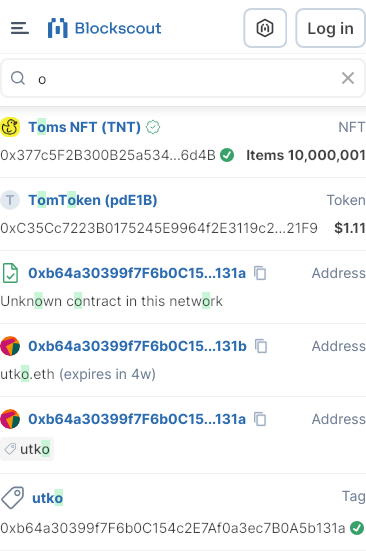 Blockscout
Log in
o
Toms NFT (TNT) NFT
0x377c5F2B300B25a534...6d4B Items 10,000,001
T TomToken (pdE1B) Token
0xC35Cc7223B0175245E9964f2E3119c2...21F9 $1.11
0xb64a30399f7F6b0C15...131a Address
Unknown contract in this network
0xb64a30399f7F6b0C15...131b Address
utko.eth (expires in 4w)
0xb64a30399f7F6b0C15...131a Address
utko
utko Tag
0xb64a30399f7F6b0C154c2E7Af0a3ec7B0A5b131a